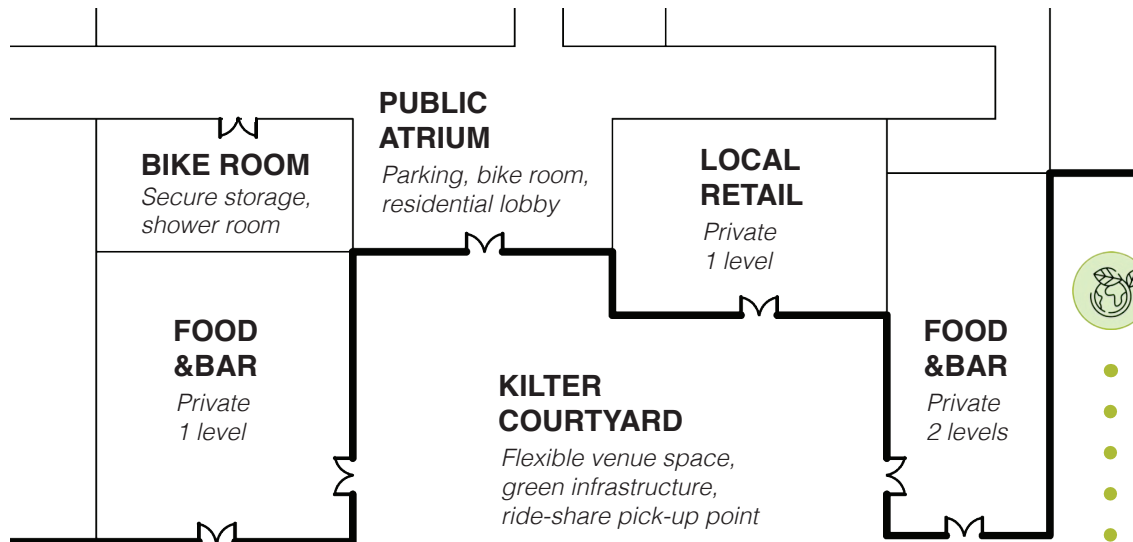 PUBLIC
ATRIUM
Parking, bike room,
residential lobby
BIKE ROOM
Secure storage,
shower room
LOCAL
RETAIL
Private
1 level
FOOD
&BAR
Private
1 level
KILTER
COURTYARD
Flexible venue space,
green infrastructure,
ride-share pick-up point
FOOD
&BAR
Private
2 levels